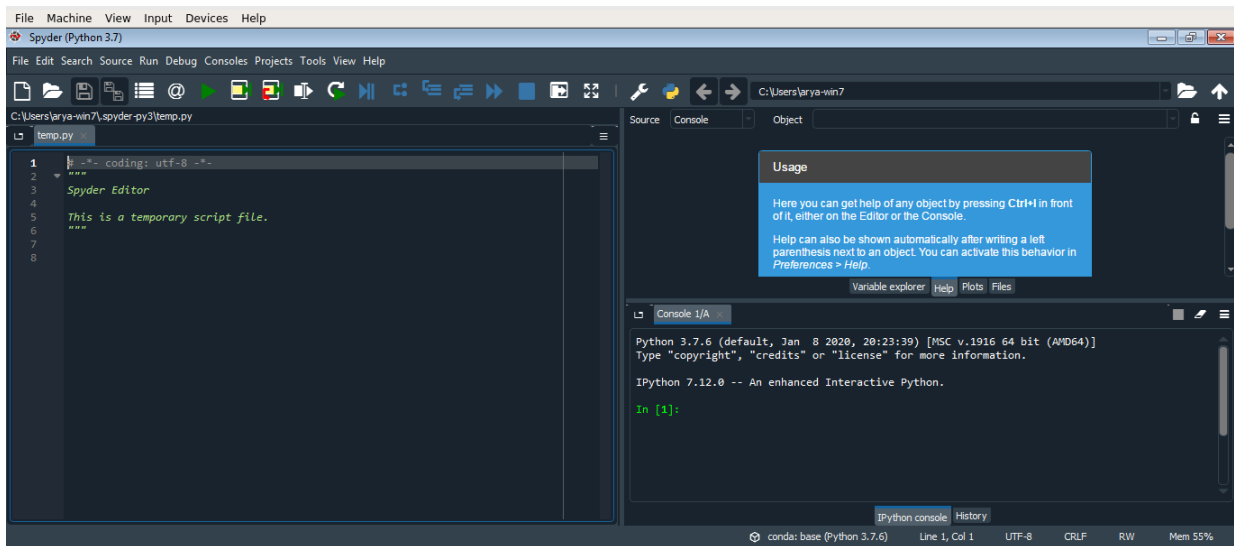 File Machine View Input Devices Help
Spyder (Python 3.7)
File Edit Search Source Run Debug Consoles Projects Tools View Help
C:\Users\arya-win7
C:\Users\arya-win7\.spyder-py3\temp.py
temp.py
1 # -*- coding: utf-8 -*-
2 """
3 Spyder Editor
4
5 This is a temporary script file.
6 """
7
8
Source Console Object
Usage
Here you can get help of any object by pressing Ctrl+I in front
of it, either on the Editor or the Console.
Help can also be shown automatically after writing a left
parenthesis next to an object. You can activate this behavior in
Preferences > Help.
Variable explorer Help Plots Files
Console 1/A
Python 3.7.6 (default, Jan  8 2020, 20:23:39) [MSC v.1916 64 bit (AMD64)]
Type "copyright", "credits" or "license" for more information.
IPython 7.12.0 -- An enhanced Interactive Python.
In [1]:
IPython console History
conda: base (Python 3.7.6) Line 1, Col 1 UTF-8 CRLF RW Mem 55%